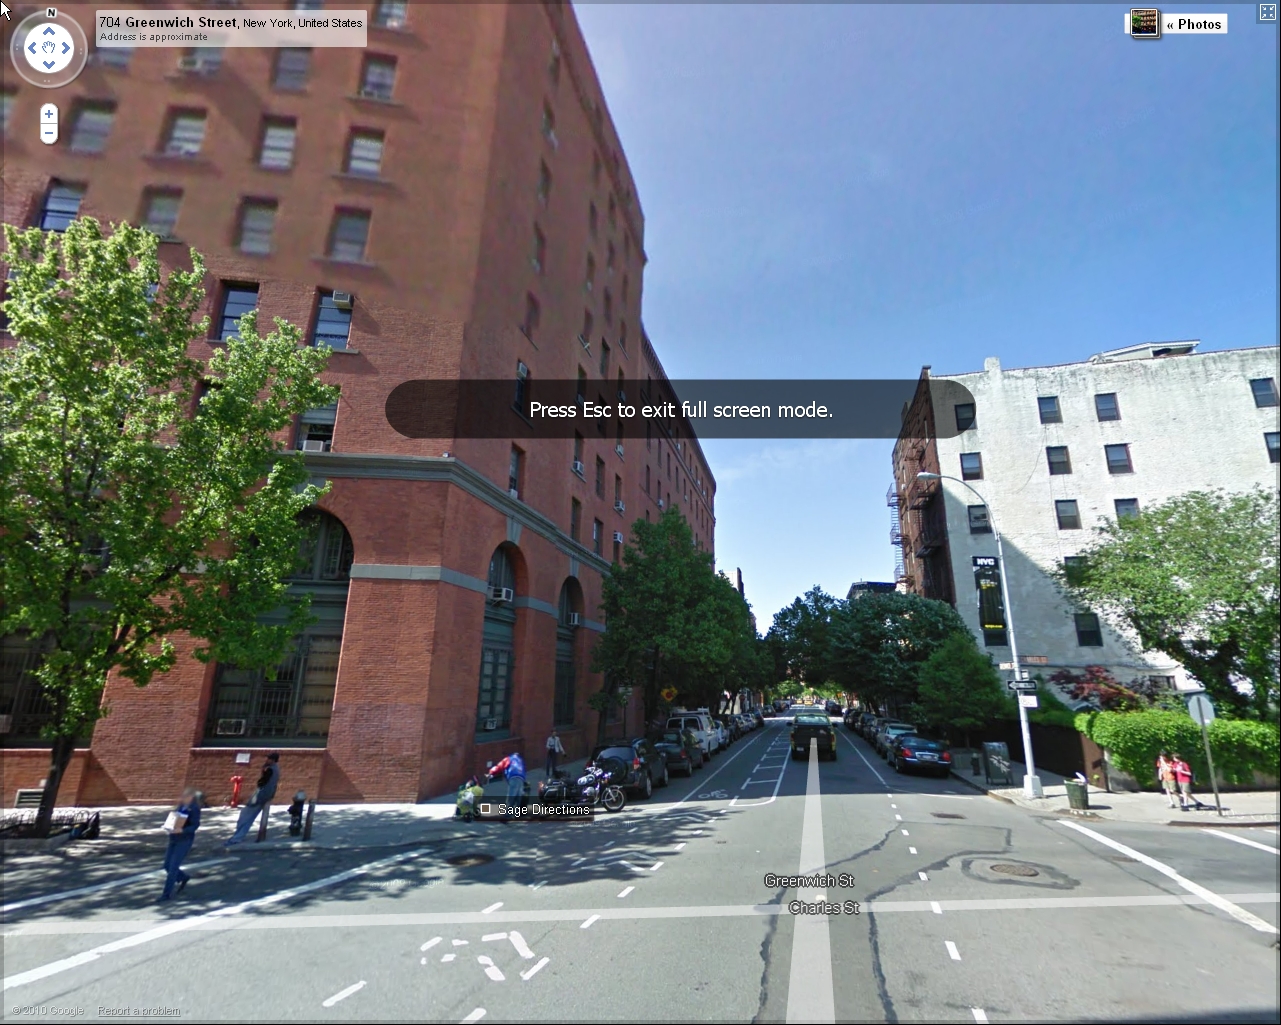 N
704 Greenwich Street, New York, United States
Address is approximate
« Photos
Press Esc to exit full screen mode.
NYC
Sage Directions
Greenwich St
Charles St
© 2010 Google
Report a problem